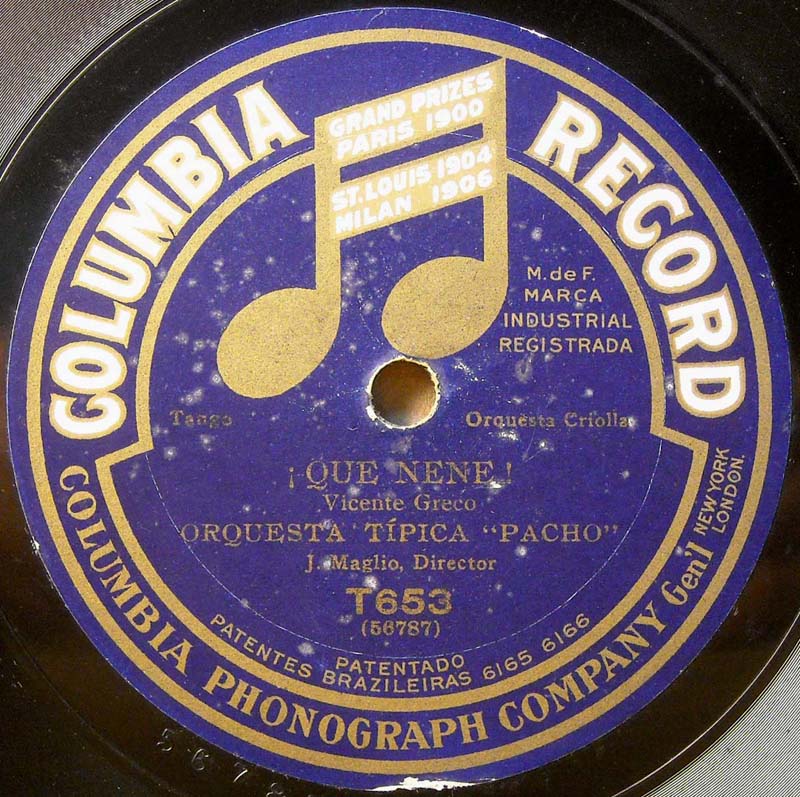 COLUMBIA RECORD
GRAND PRIZES
PARIS 1900
ST. LOUIS 1904
MILAN 1906
M. de F.
MARCA
INDUSTRIAL
REGISTRADA
Tango
Orquesta Criolla
¡QUE NENE!
Vicente Greco
ORQUESTA TÍPICA "PACHO"
J. Maglio, Director
T653
(56787)
PATENTADO
PATENTES BRAZILEIRAS 6165 6166
COLUMBIA PHONOGRAPH COMPANY Genl
NEW YORK
LONDON.
5678